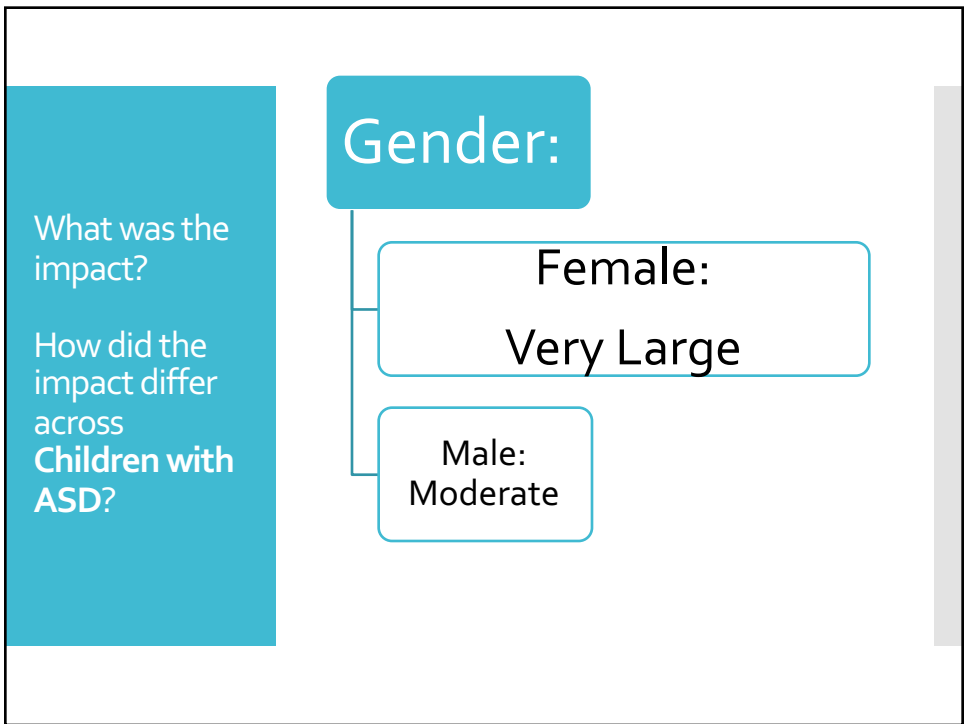 What was the
impact?
How did the
impact differ
across
Children with
ASD?
Gender:
Female:
Very Large
Male:
Moderate